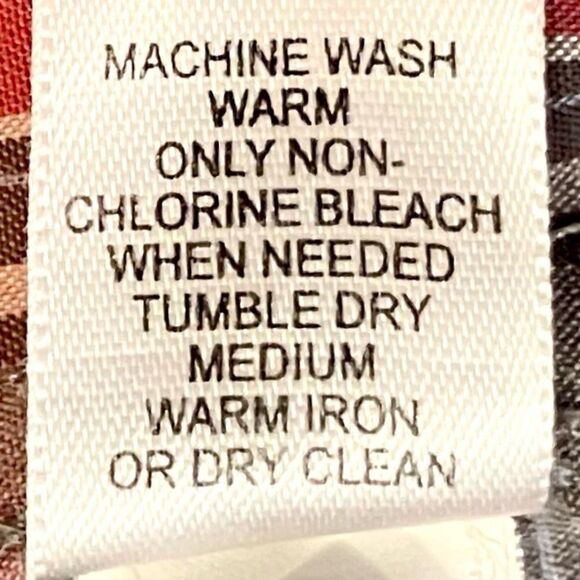 MACHINE WASH
WARM
ONLY NON-
CHLORINE BLEACH
WHEN NEEDED
TUMBLE DRY
MEDIUM
WARM IRON
OR DRY CLEAN